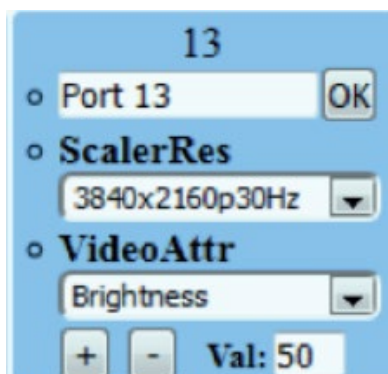 13
Port 13 OK
ScalerRes
3840x2160p30Hz
VideoAttr
Brightness
+ - Val: 50